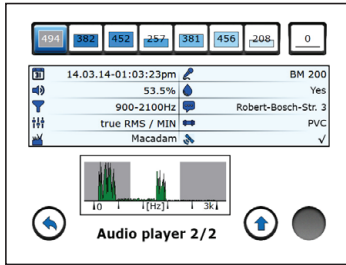 494 382 452 257 381 456 208 0
14.03.14-01:03:23pm BM 200
53.5% Yes
900-2100Hz Robert-Bosch-Str. 3
true RMS / MIN PVC
Macadam √
0 [Hz] 3k
Audio player 2/2